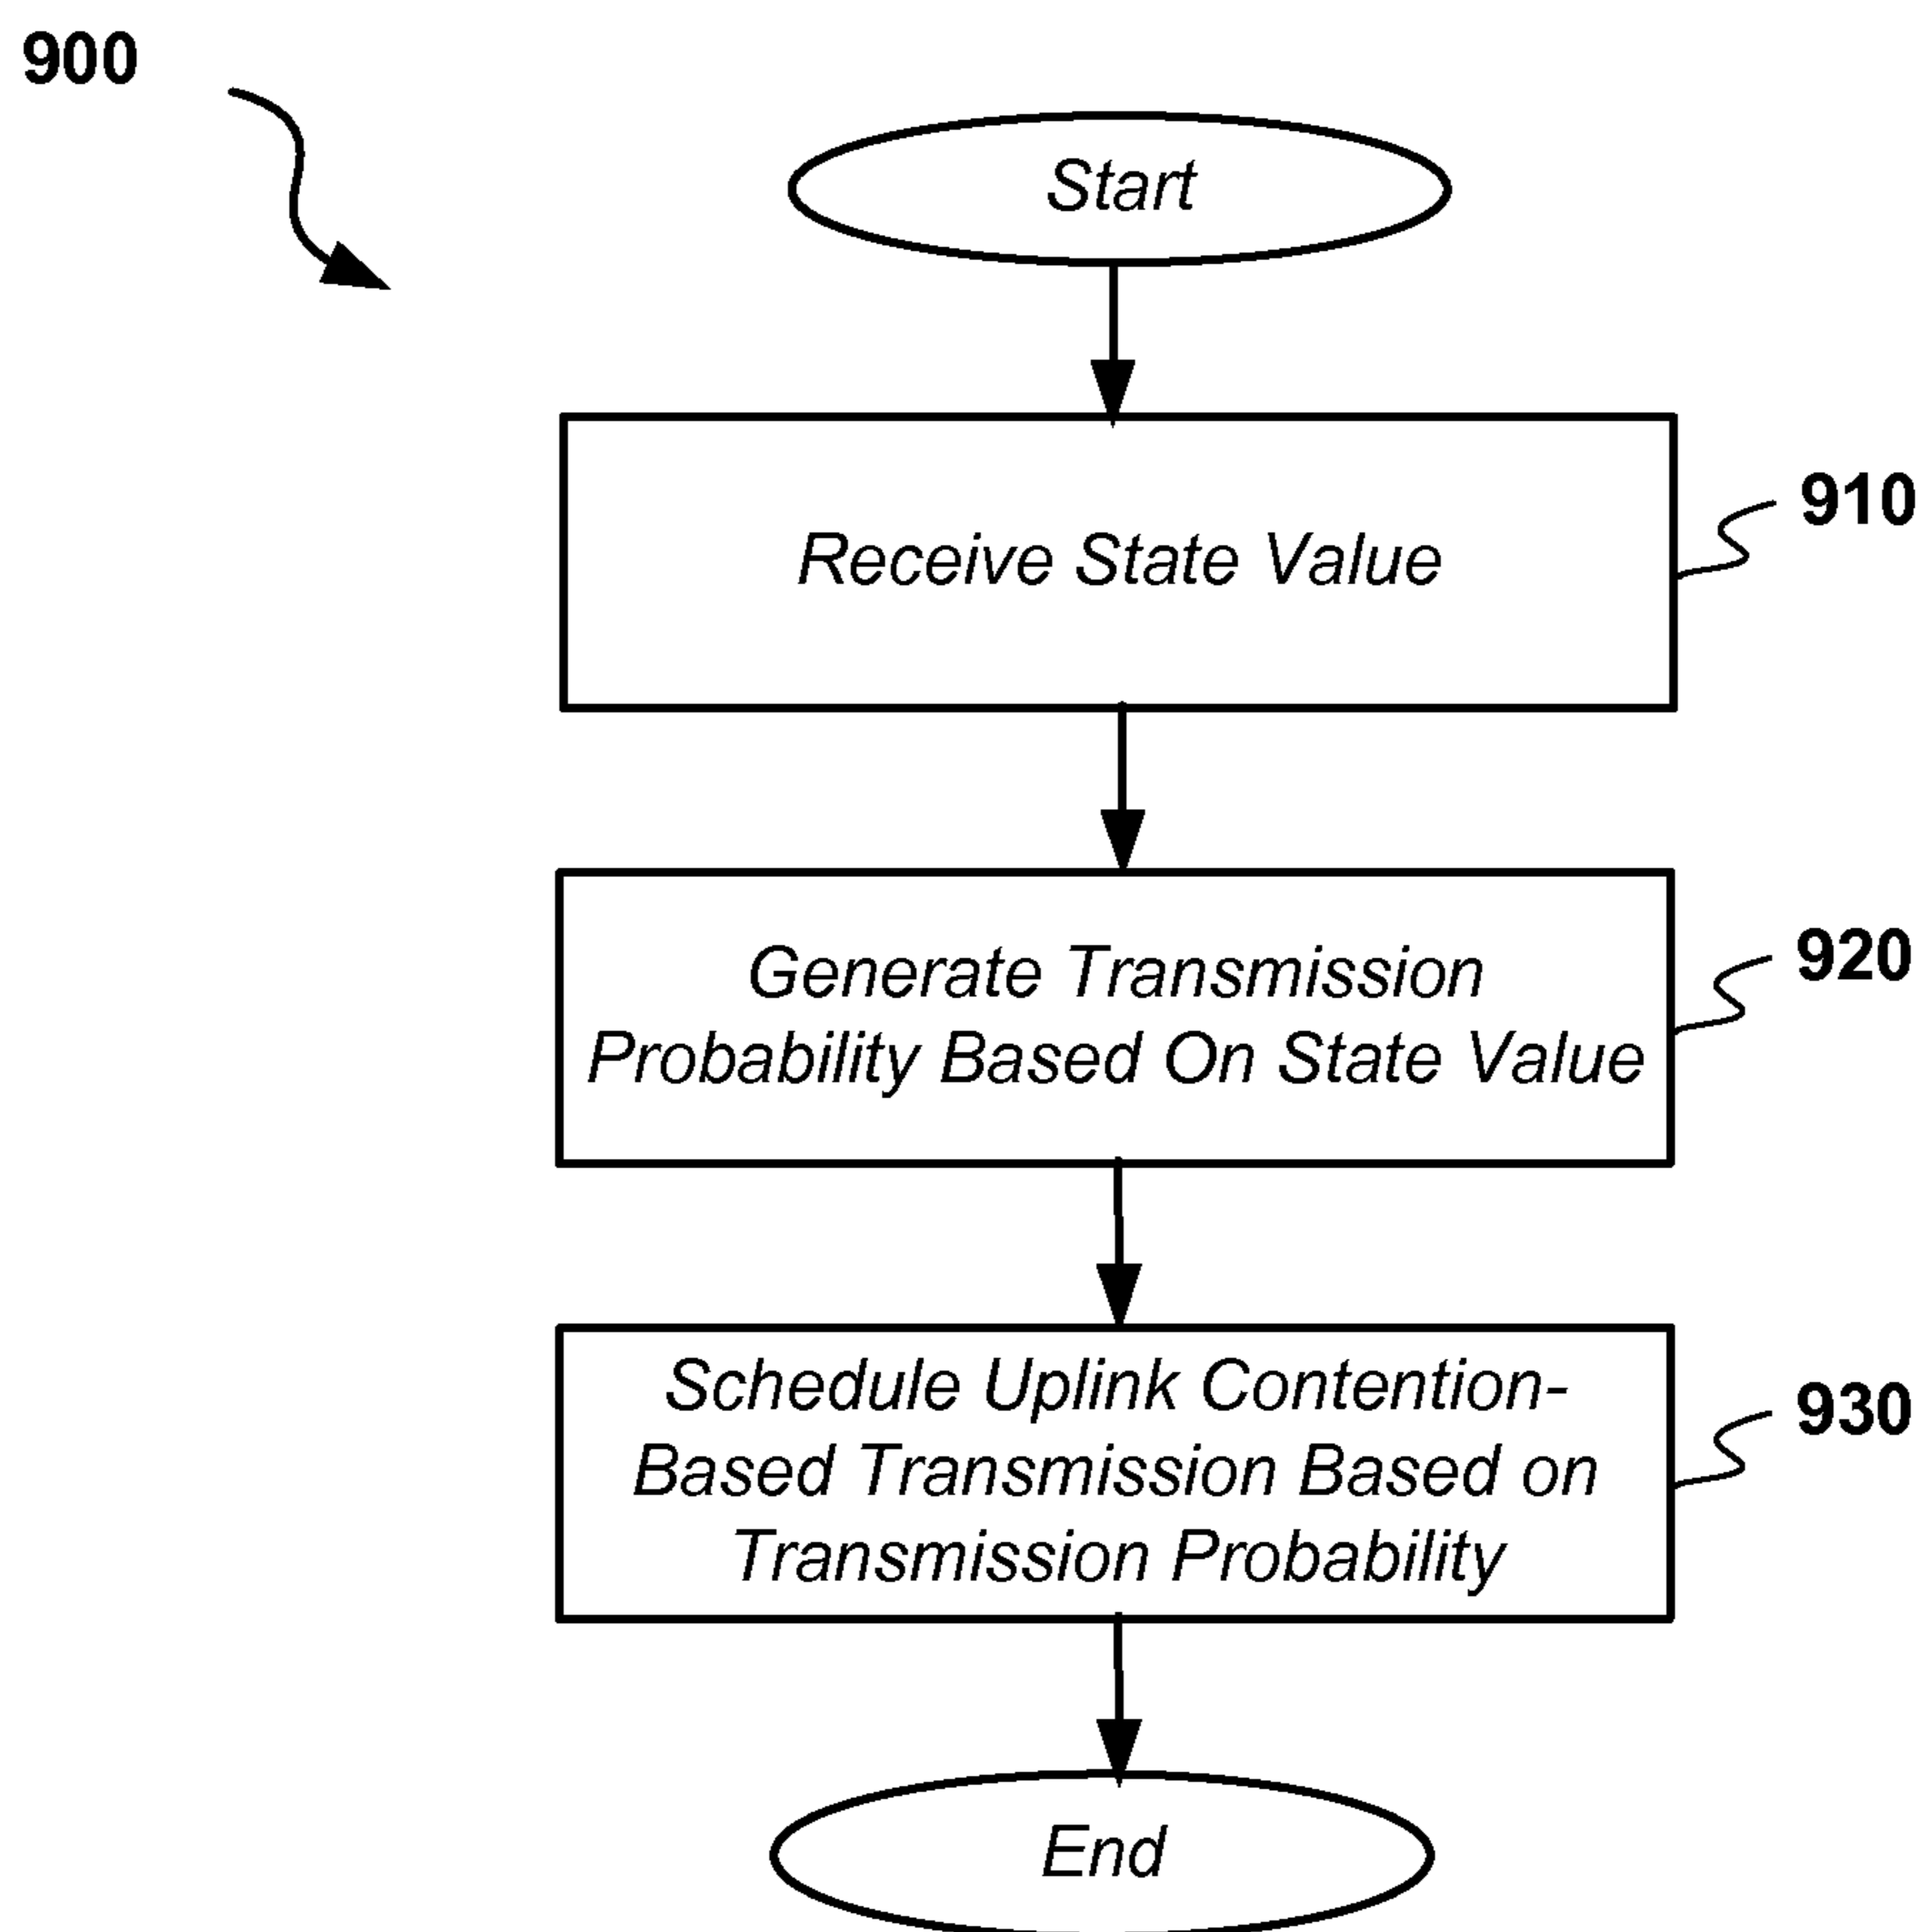 900
Start
Receive State Value
910
Generate Transmission
Probability Based On State Value
920
Schedule Uplink Contention-
Based Transmission Based on
Transmission Probability
930
End